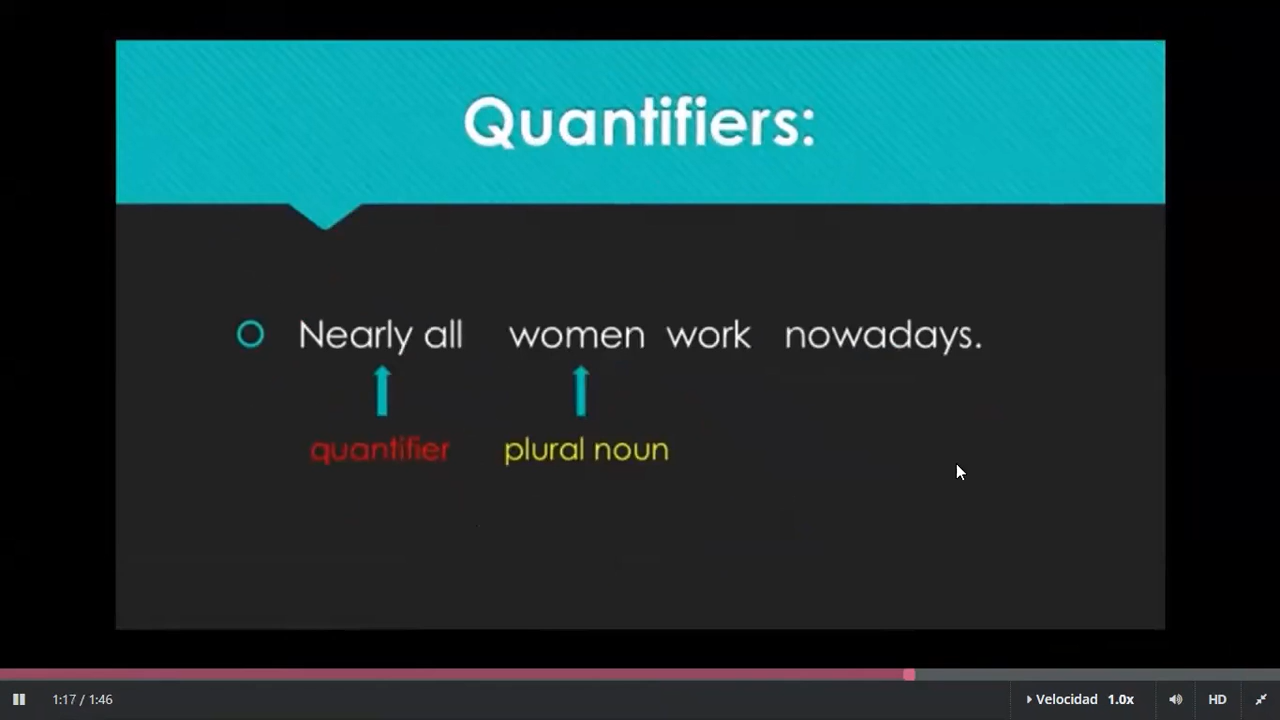 Quantifiers:
Nearly all women work nowadays.
quantifier plural noun
1:17 / 1:46 Velocidad 1.0x HD